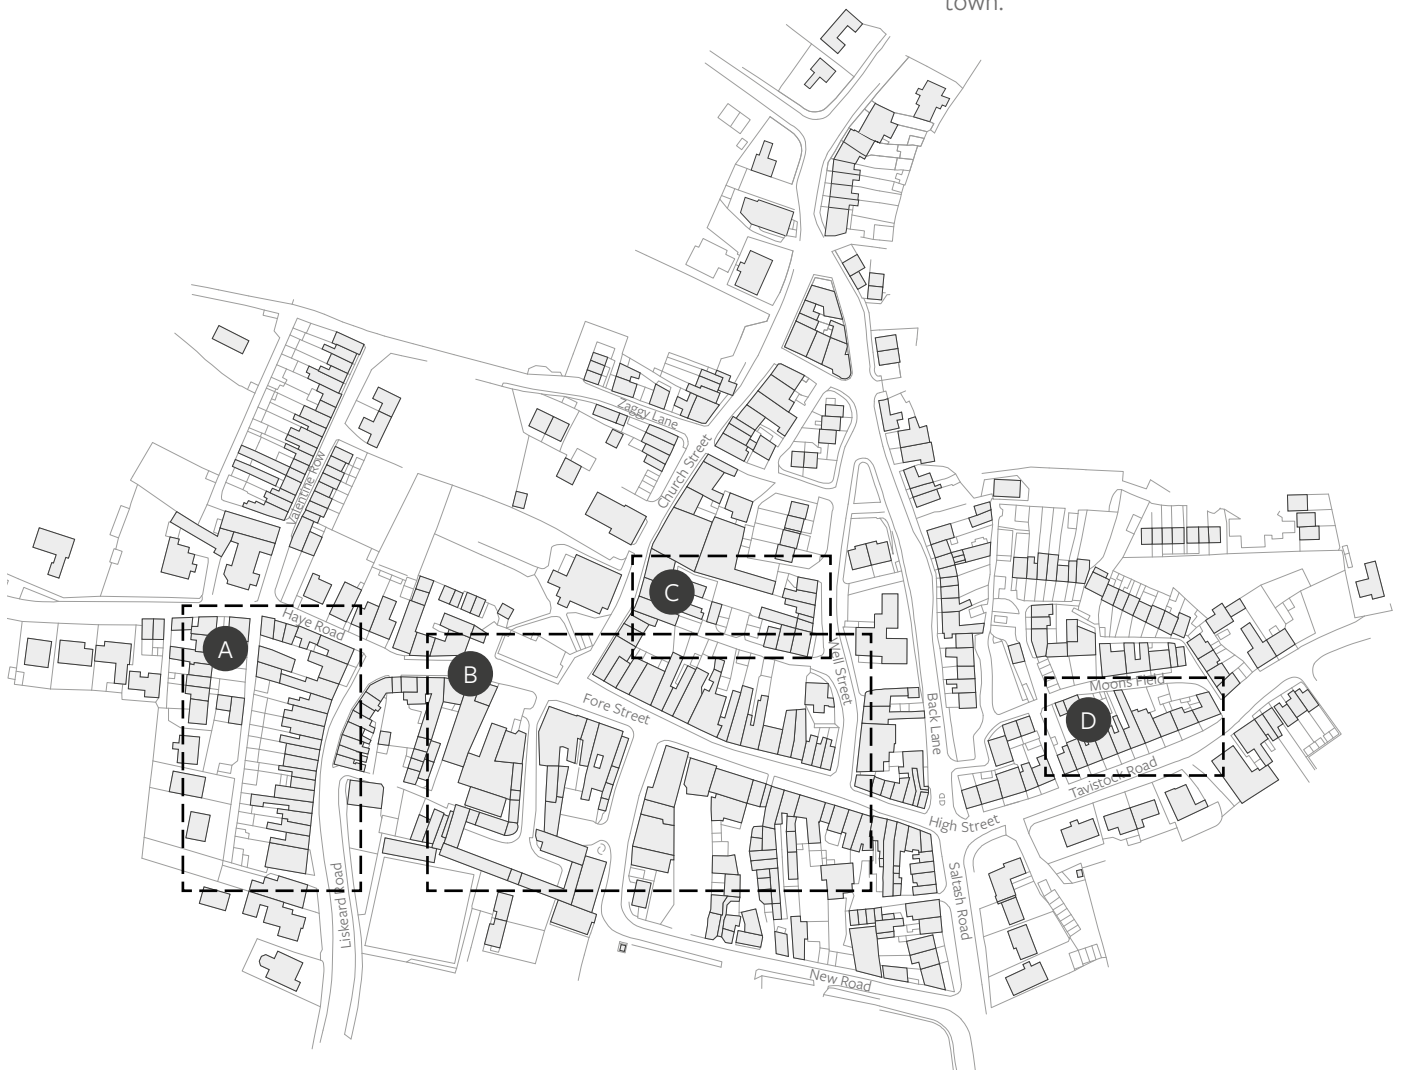 town.
Zaggy Lane
Church Street
Valentine Row
C
Haye Road
A
B
Well Street
Moons Field
Fore Street
Back Lane
D
Tavistock Road
High Street
Liskeard Road
Saltash Road
New Road